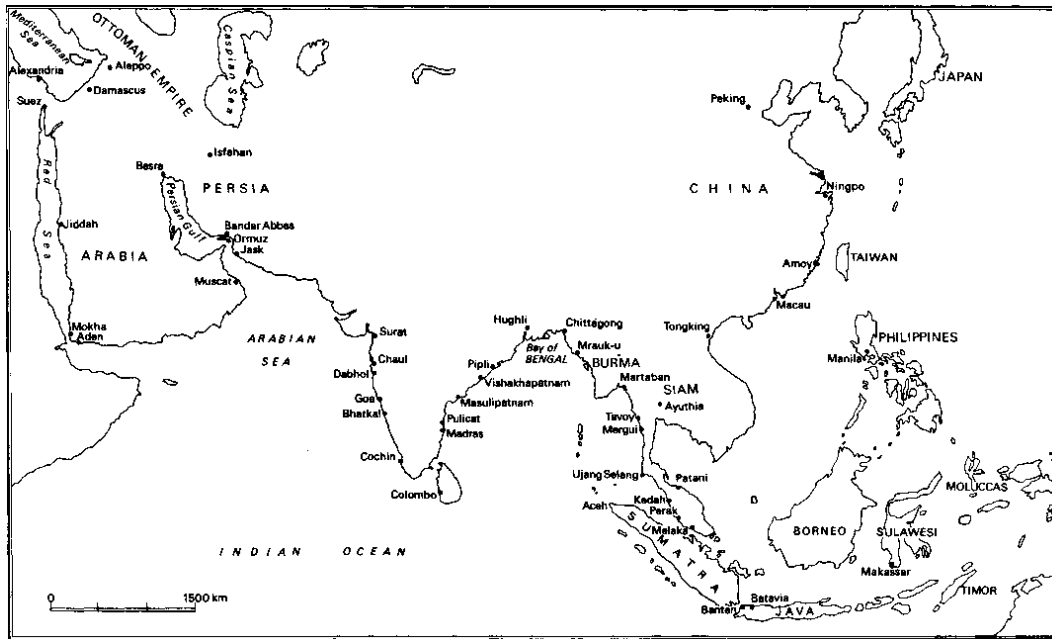 Mediterranean
Sea
OTTOMAN EMPIRE
Caspian Sea
Alexandria
Aleppo
Damascus
Suez
JAPAN
Peking
Isfahan
Basra
PERSIA
Red Sea
Persian Gulf
CHINA
Ningpo
Jiddah
Bandar Abbas
Ormuz
Jask
ARABIA
Muscat
Amoy
TAIWAN
Macau
Mokha
Aden
ARABIAN
SEA
Surat
Hughli
Chittagong
Tongking
Bay of
BENGAL
Mrauk-u
PHILIPPINES
Manila
Chaul
Dabhol
Pipli
BURMA
Vishakhapatnam
Martaban
SIAM
Goa
Bhatkal
Masulipatnam
Ayuthia
Pulicat
Madras
Tavoy
Mergui
Cochin
Colombo
Ujang Selang
Patani
Aceh
Kedah
Perak
Melaka
MOLUCCAS
SUMATRA
BORNEO
SULAWESI
INDIAN OCEAN
Makassar
TIMOR
0 1500 km
Banten
Batavia
JAVA